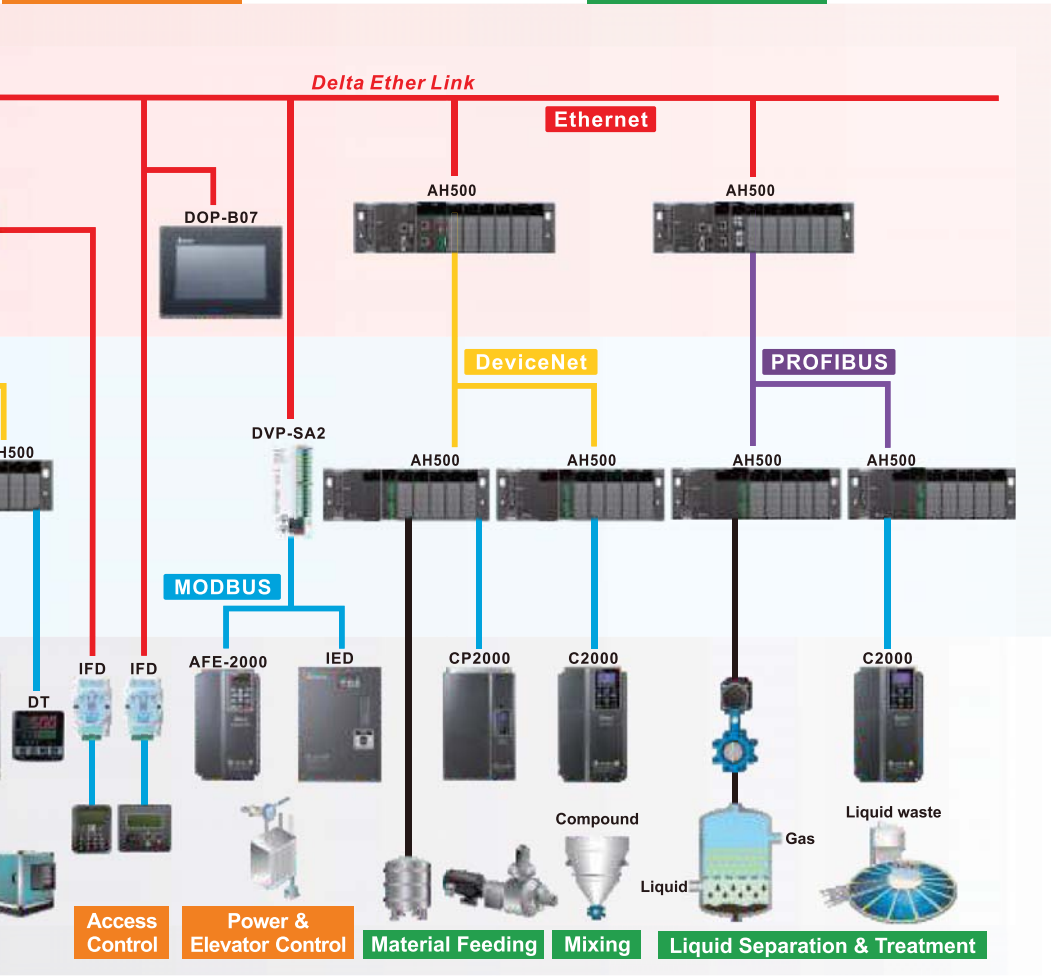 Delta Ether Link
Ethernet
AH500
AH500
DOP-B07
DeviceNet
PROFIBUS
DVP-SA2
H500
AH500
AH500
AH500
AH500
MODBUS
IFD
IFD
AFE-2000
IED
CP2000
C2000
C2000
DT
Compound
Liquid waste
Gas
Liquid
Access
Control
Power &
Elevator Control
Material Feeding
Mixing
Liquid Separation & Treatment